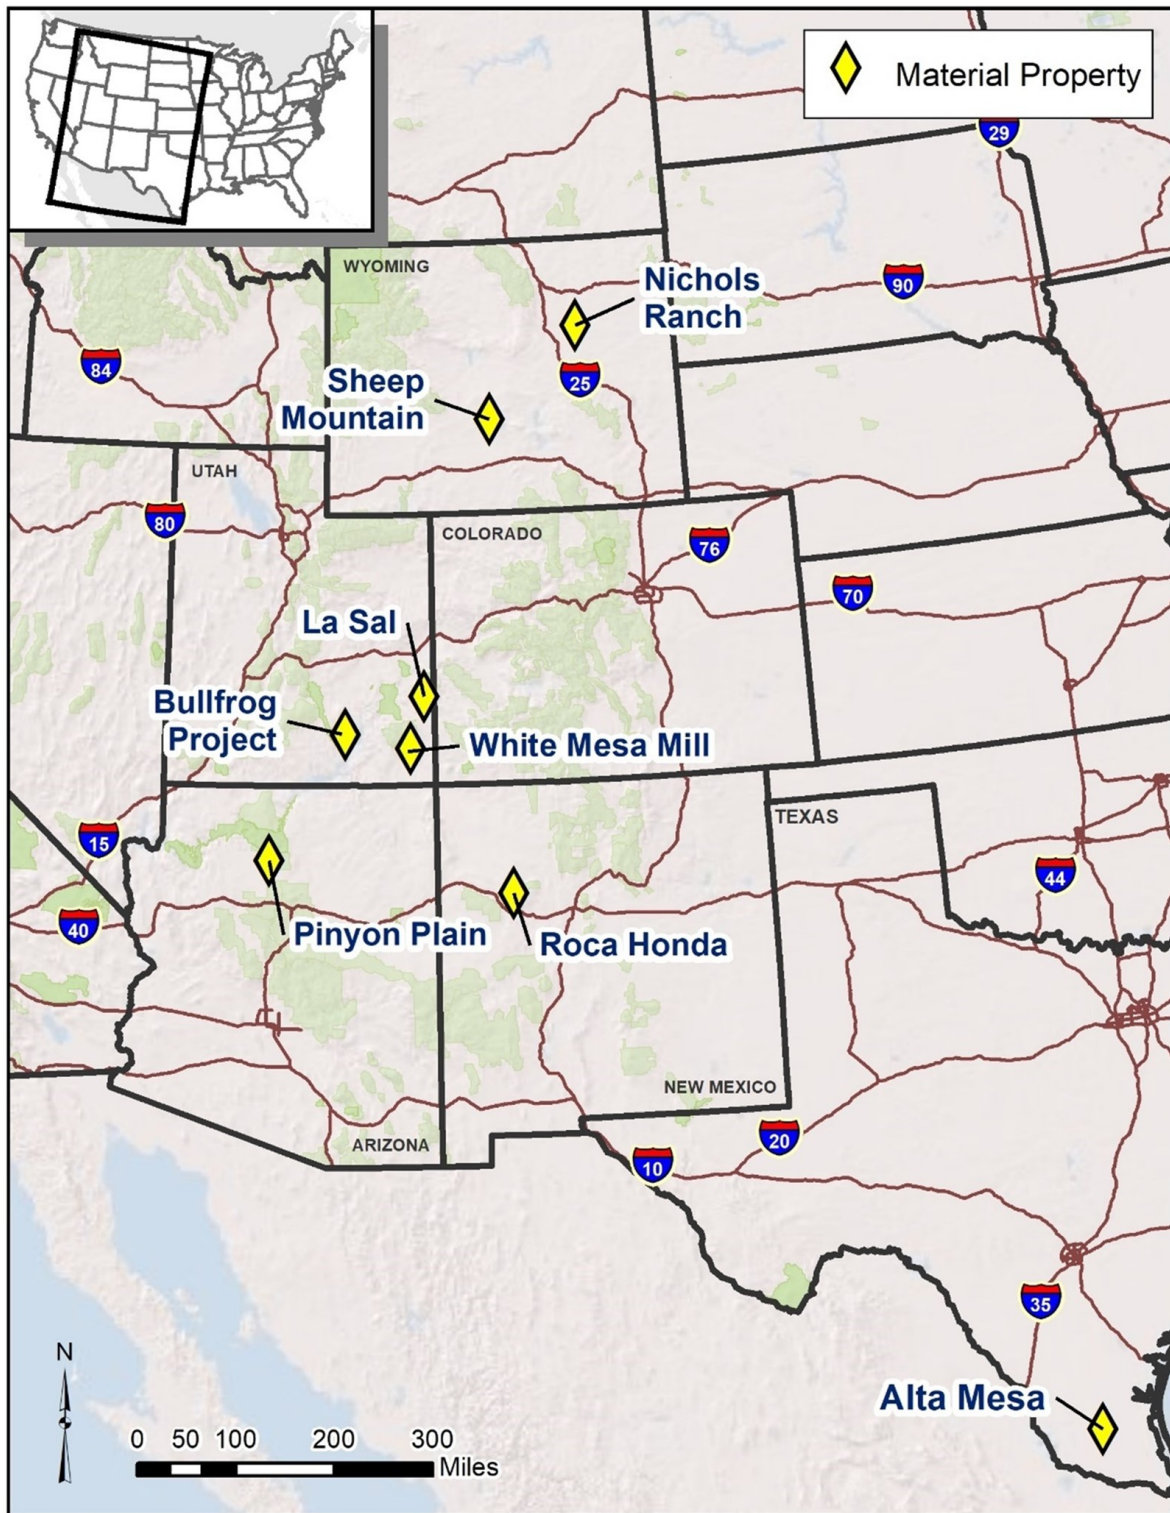 Material Property
29
WYOMING
Nichols
Ranch
90
84
25
Sheep
Mountain
UTAH
80
COLORADO
76
70
La Sal
Bullfrog
Project
White Mesa Mill
TEXAS
15
44
40
Pinyon Plain
Roca Honda
NEW MEXICO
ARIZONA
20
10
35
N
Alta Mesa
0 50 100 200 300
Miles